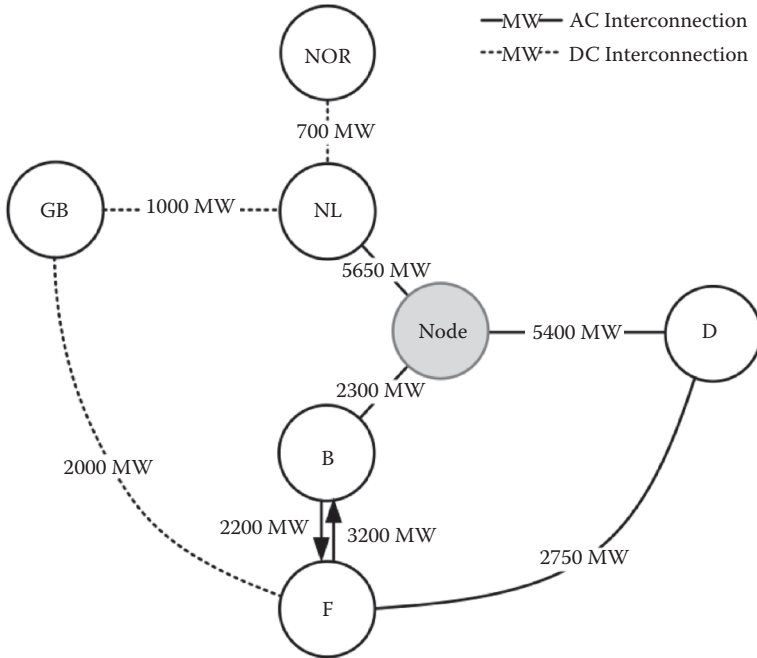 MW AC Interconnection
NOR
MW DC Interconnection
700 MW
GB
1000 MW
NL
5650 MW
Node
5400 MW
D
2300 MW
B
2000 MW
2200 MW
3200 MW
2750 MW
F